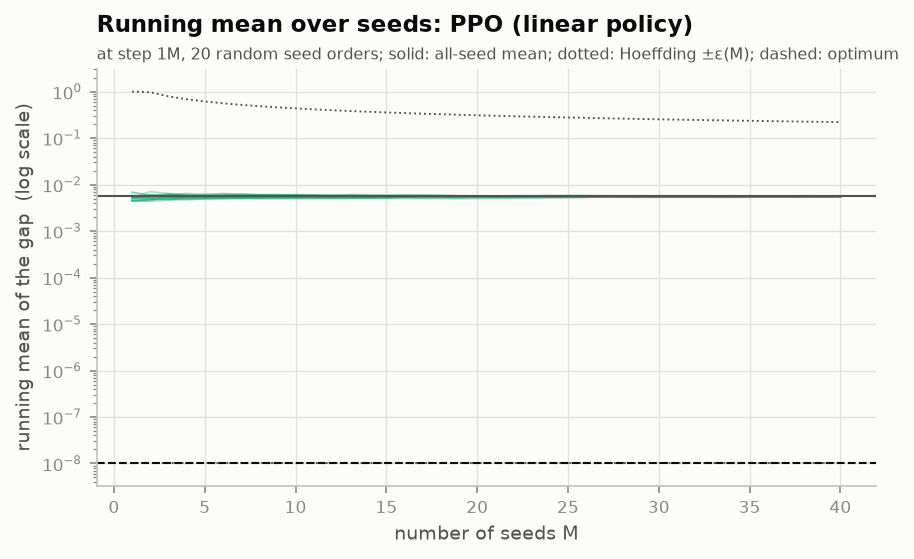 Running mean over seeds: PPO (linear policy)
at step 1M, 20 random seed orders; solid: all-seed mean; dotted: Hoeffding ±ε(M); dashed: optimum
running mean of the gap (log scale)
10⁰
10⁻¹
10⁻²
10⁻³
10⁻⁴
10⁻⁵
10⁻⁶
10⁻⁷
10⁻⁸
0 5 10 15 20 25 30 35 40
number of seeds M